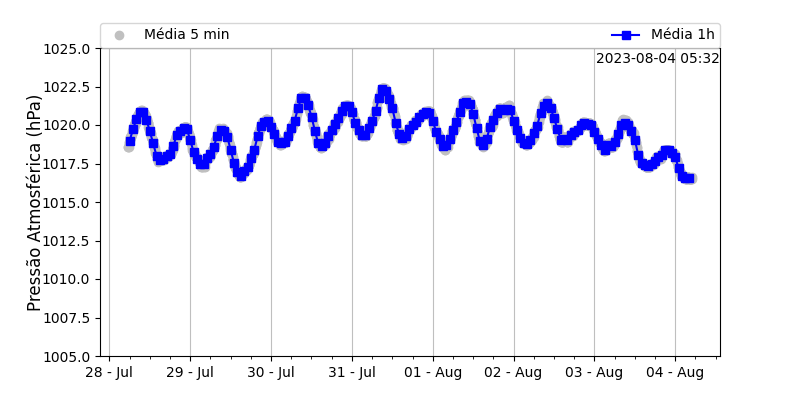 Média 5 min
Média 1h
2023-08-04 05:32
Pressão Atmosférica (hPa)
1025.0
1022.5
1020.0
1017.5
1015.0
1012.5
1010.0
1007.5
1005.0
28 - Jul
29 - Jul
30 - Jul
31 - Jul
01 - Aug
02 - Aug
03 - Aug
04 - Aug